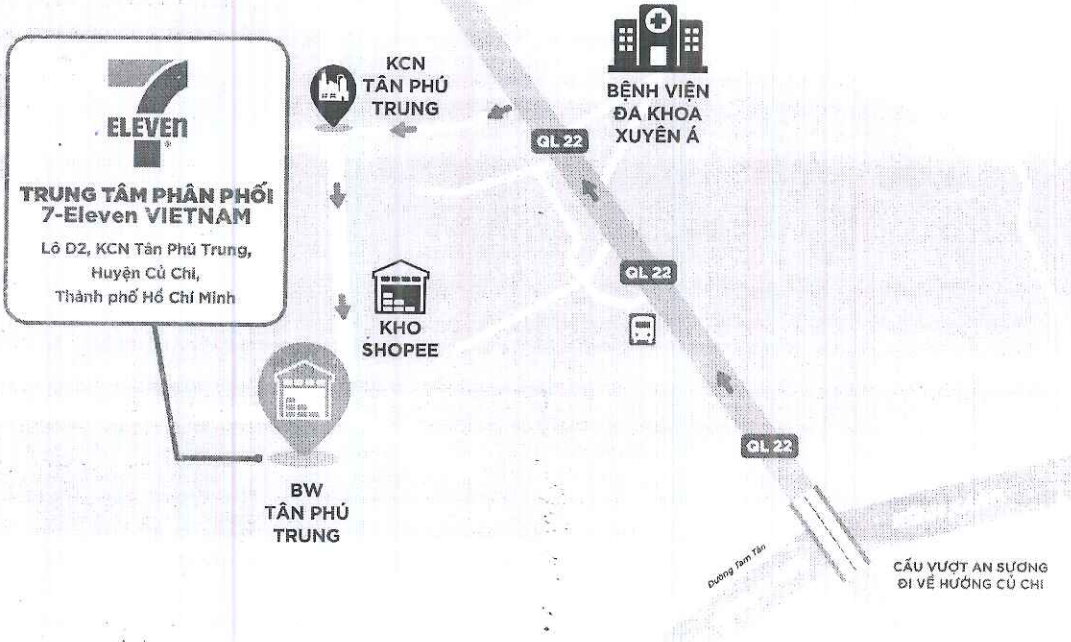 7
ELEVEn
®
TRUNG TÂM PHÂN PHỐI
7-Eleven VIETNAM
Lô D2, KCN Tân Phú Trung,
Huyện Củ Chi,
Thành phố Hồ Chí Minh
KCN
TÂN PHÚ
TRUNG
BỆNH VIỆN
ĐA KHOA
XUYÊN Á
QL 22
QL 22
KHO
SHOPEE
QL 22
BW
TÂN PHÚ
TRUNG
Đường Tam Tân
CẦU VƯỢT AN SƯƠNG
ĐI VỀ HƯỚNG CỦ CHI